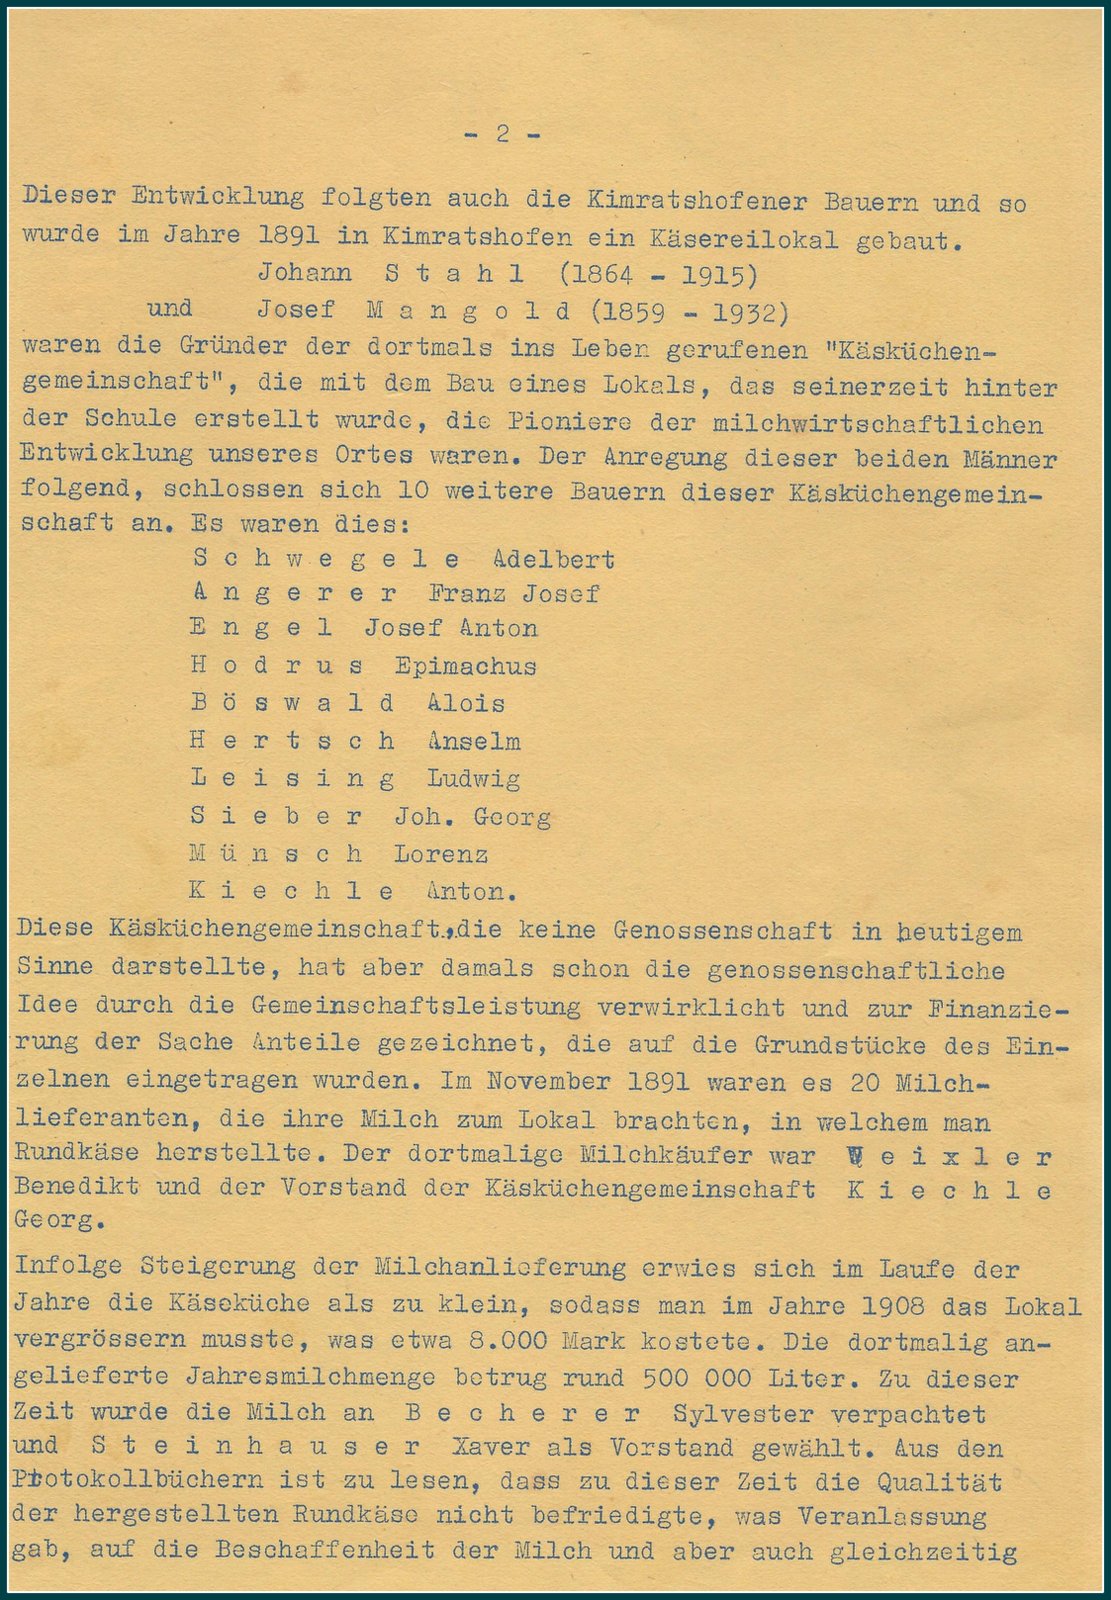 - 2 -
Dieser Entwicklung folgten auch die Kimratshofener Bauern und so
wurde im Jahre 1891 in Kimratshofen ein Käsereilokal gebaut.
Johann S t a h l (1864 - 1915)
und Josef M a n g o l d (1859 - 1932)
waren die Gründer der dortmals ins Leben gerufenen "Käsküchen-
gemeinschaft", die mit dem Bau eines Lokals, das seinerzeit hinter
der Schule erstellt wurde, die Pioniere der milchwirtschaftlichen
Entwicklung unseres Ortes waren. Der Anregung dieser beiden Männer
folgend, schlossen sich 10 weitere Bauern dieser Käsküchengemein-
schaft an. Es waren dies:
S c h w e g e l e Adelbert
A n g e r e r Franz Josef
E n g e l Josef Anton
H o d r u s Epimachus
B ö s w a l d Alois
H e r t s c h Anselm
L e i s i n g Ludwig
S i e b e r Joh. Georg
M ü n s c h Lorenz
K i e c h l e Anton.
Diese Käsküchengemeinschaft, die keine Genossenschaft in heutigem
Sinne darstellte, hat aber damals schon die genossenschaftliche
Idee durch die Gemeinschaftsleistung verwirklicht und zur Finanzie-
rung der Sache Anteile gezeichnet, die auf die Grundstücke des Ein-
zelnen eingetragen wurden. Im November 1891 waren es 20 Milch-
lieferanten, die ihre Milch zum Lokal brachten, in welchem man
Rundkäse herstellte. Der dortmalige Milchkäufer war W e i x l e r
Benedikt und der Vorstand der Käsküchengemeinschaft K i e c h l e
Georg.
Infolge Steigerung der Milchanlieferung erwies sich im Laufe der
Jahre die Käseküche als zu klein, sodass man im Jahre 1908 das Lokal
vergrössern musste, was etwa 8.000 Mark kostete. Die dortmalig an-
gelieferte Jahresmilchmenge betrug rund 500 000 Liter. Zu dieser
Zeit wurde die Milch an B e c h e r e r Sylvester verpachtet
und S t e i n h a u s e r Xaver als Vorstand gewählt. Aus den
Protokollbüchern ist zu lesen, dass zu dieser Zeit die Qualität
der hergestellten Rundkäse nicht befriedigte, was Veranlassung
gab, auf die Beschaffenheit der Milch und aber auch gleichzeitig